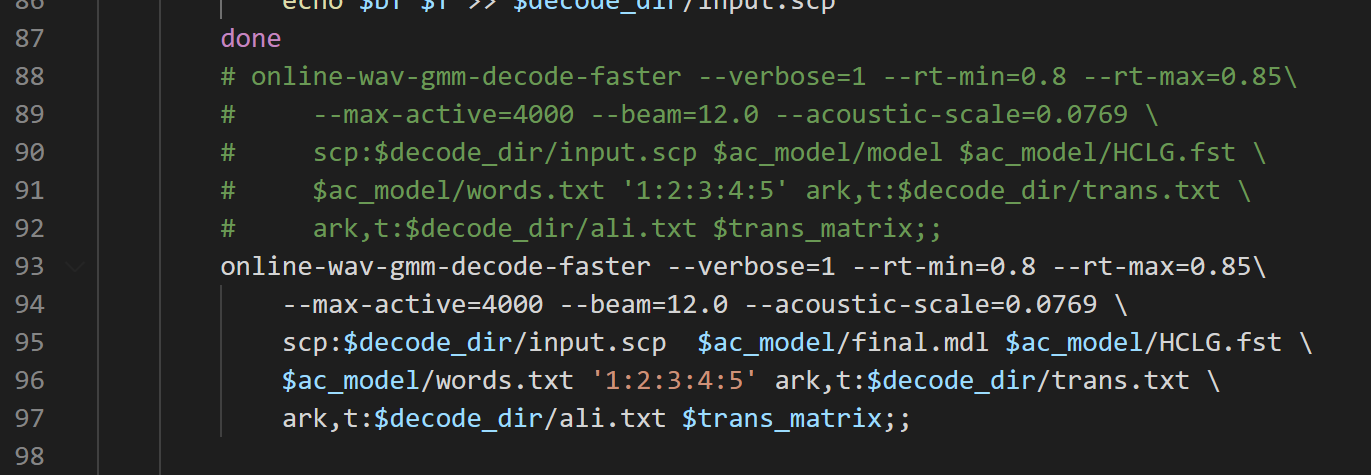 86 echo $bf $f >> $decode_dir/input.scp
87 done
88 # online-wav-gmm-decode-faster --verbose=1 --rt-min=0.8 --rt-max=0.85\
89 #     --max-active=4000 --beam=12.0 --acoustic-scale=0.0769 \
90 #     scp:$decode_dir/input.scp $ac_model/model $ac_model/HCLG.fst \
91 #     $ac_model/words.txt '1:2:3:4:5' ark,t:$decode_dir/trans.txt \
92 #     ark,t:$decode_dir/ali.txt $trans_matrix;;
93 online-wav-gmm-decode-faster --verbose=1 --rt-min=0.8 --rt-max=0.85\
94     --max-active=4000 --beam=12.0 --acoustic-scale=0.0769 \
95     scp:$decode_dir/input.scp  $ac_model/final.mdl $ac_model/HCLG.fst \
96     $ac_model/words.txt '1:2:3:4:5' ark,t:$decode_dir/trans.txt \
97     ark,t:$decode_dir/ali.txt $trans_matrix;;
98